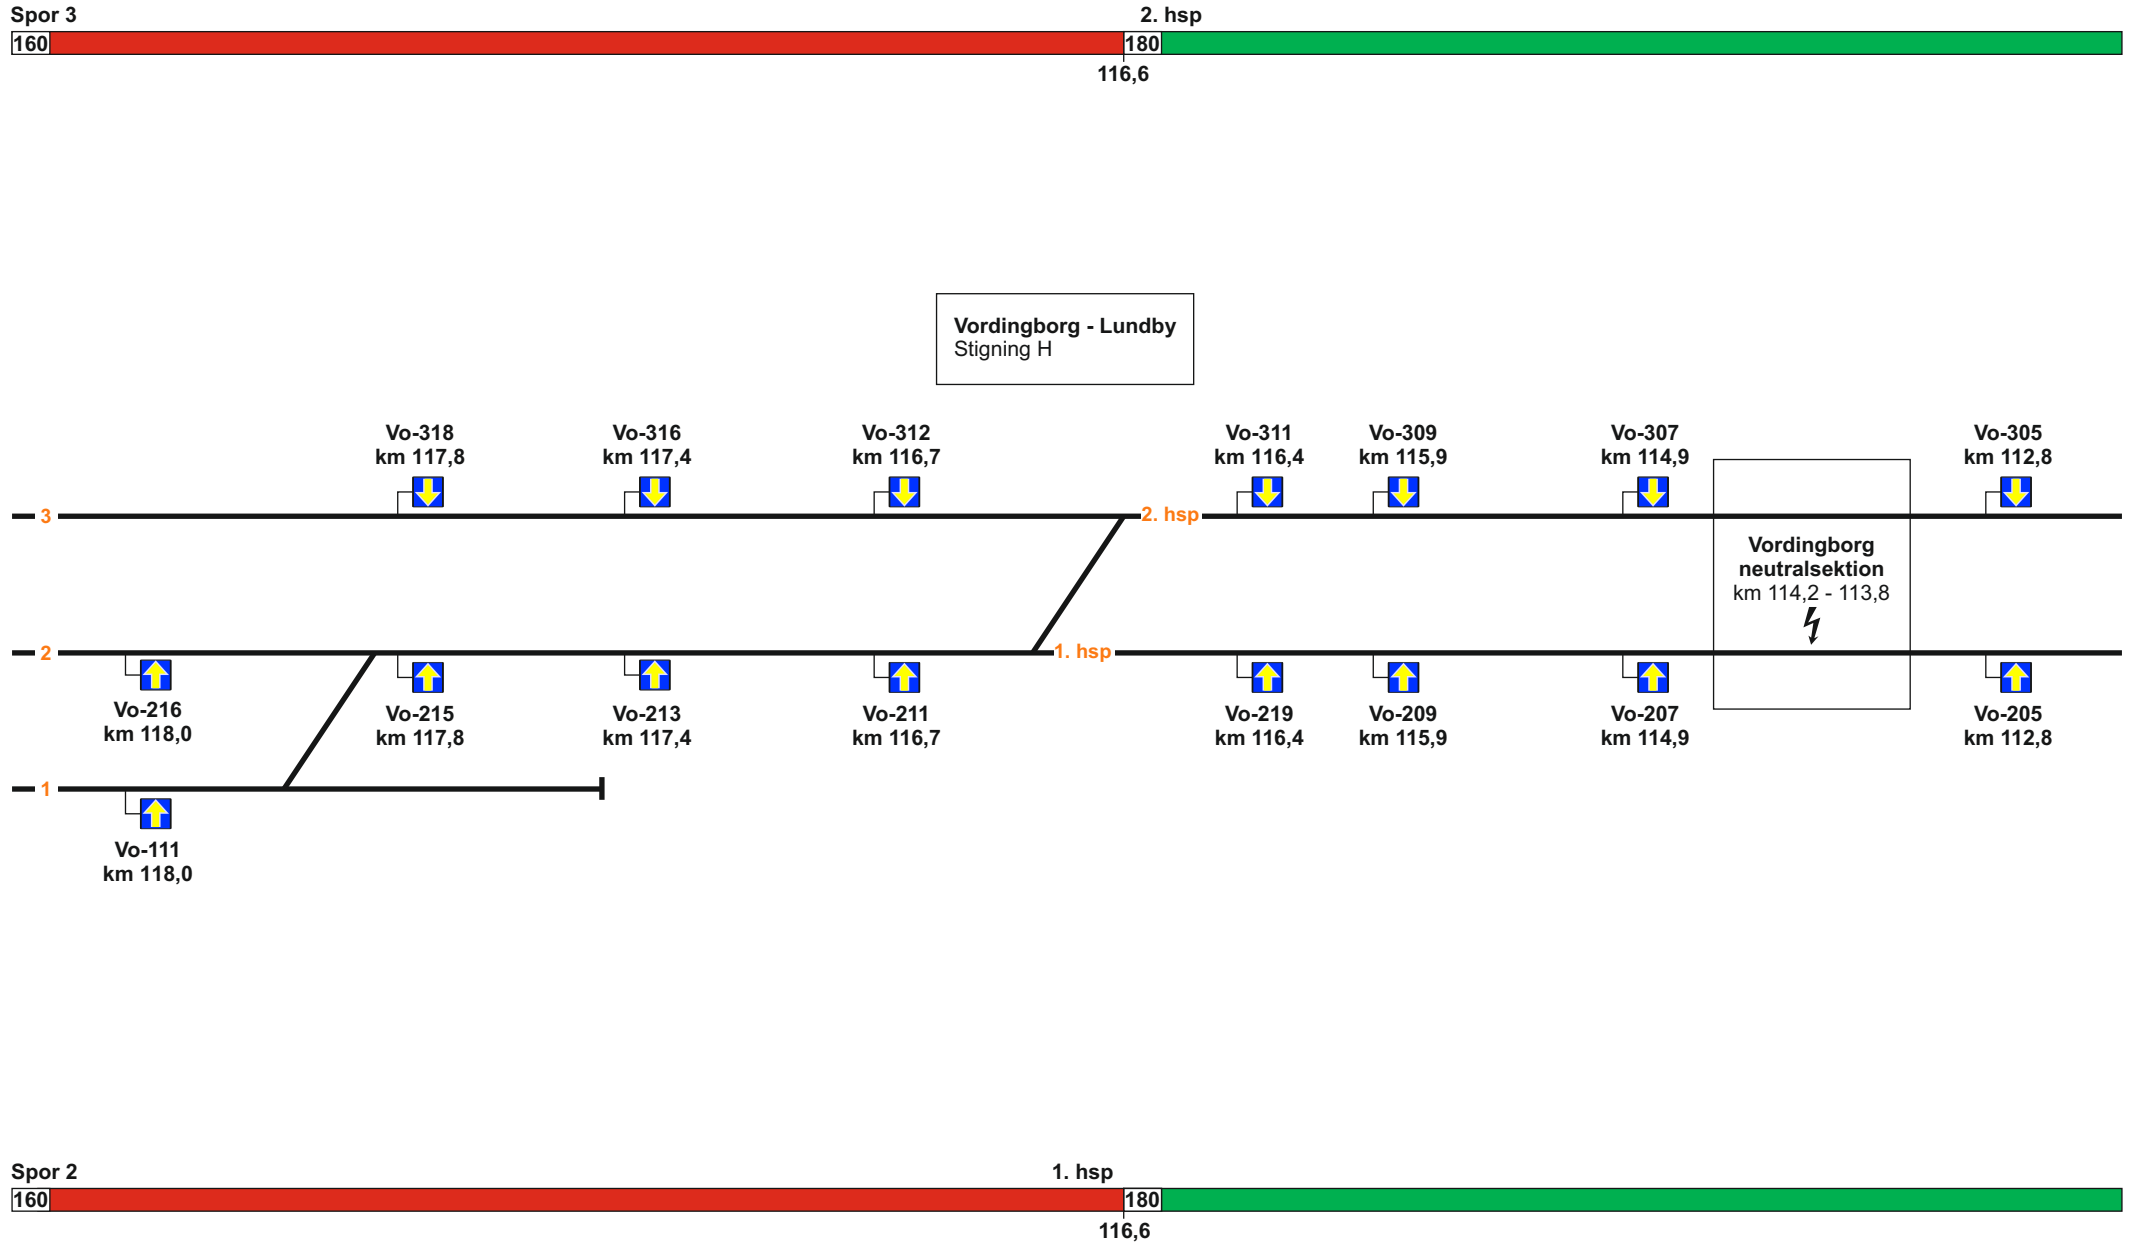 Spor 3
2. hsp
160
180
116,6
Vordingborg - Lundby
Stigning H
Vo-318
km 117,8
Vo-316
km 117,4
Vo-312
km 116,7
Vo-311
km 116,4
Vo-309
km 115,9
Vo-307
km 114,9
Vo-305
km 112,8
3
2. hsp
Vordingborg
neutralsektion
km 114,2 - 113,8
2
1. hsp
Vo-216
km 118,0
Vo-215
km 117,8
Vo-213
km 117,4
Vo-211
km 116,7
Vo-219
km 116,4
Vo-209
km 115,9
Vo-207
km 114,9
Vo-205
km 112,8
1
Vo-111
km 118,0
Spor 2
1. hsp
160
180
116,6